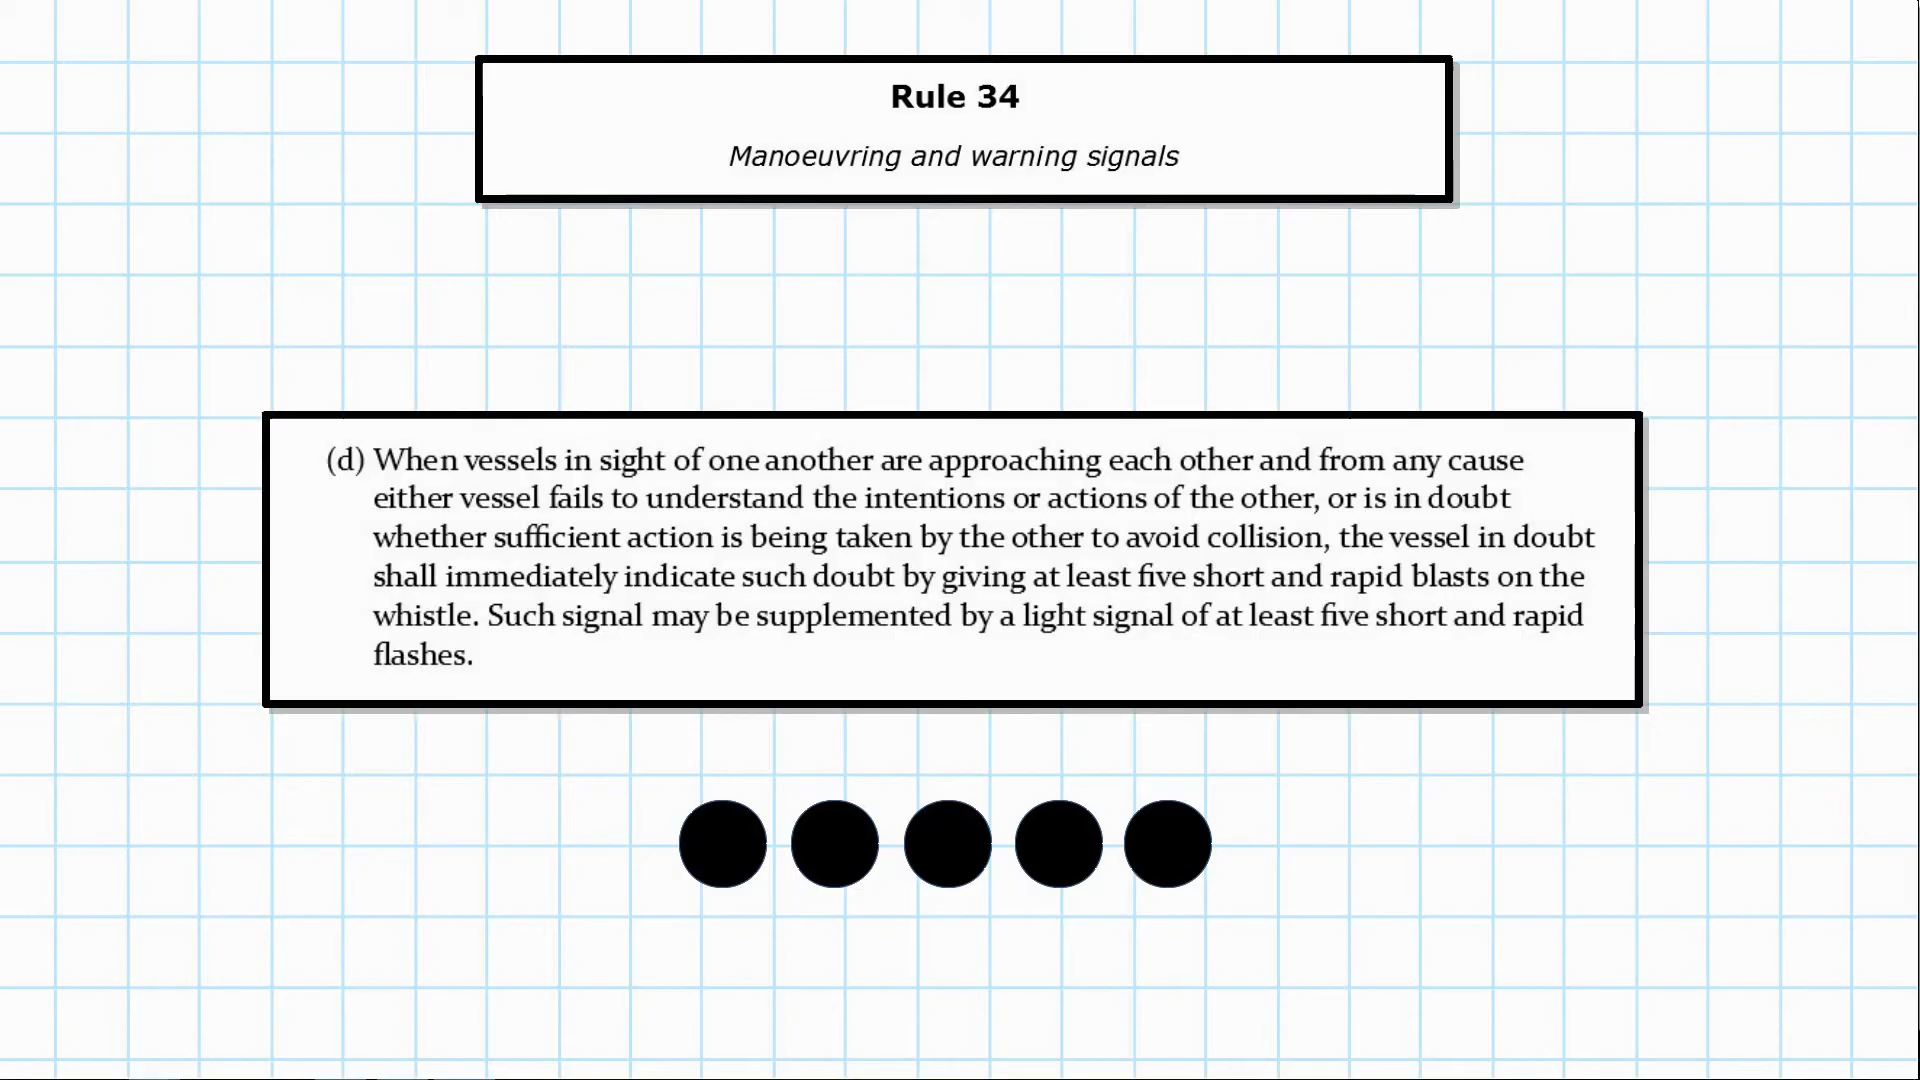 Rule 34
Manoeuvring and warning signals
(d) When vessels in sight of one another are approaching each other and from any cause
either vessel fails to understand the intentions or actions of the other, or is in doubt
whether sufficient action is being taken by the other to avoid collision, the vessel in doubt
shall immediately indicate such doubt by giving at least five short and rapid blasts on the
whistle. Such signal may be supplemented by a light signal of at least five short and rapid
flashes.